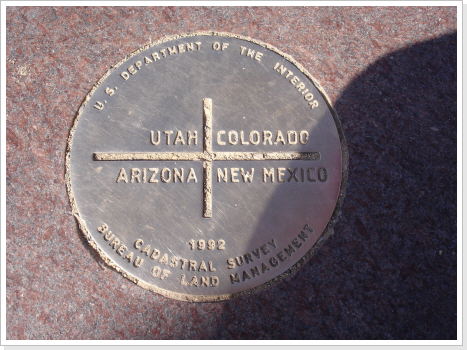 U.S. DEPARTMENT OF THE INTERIOR
UTAH COLORADO
ARIZONA NEW MEXICO
1992
CADASTRAL SURVEY
BUREAU OF LAND MANAGEMENT